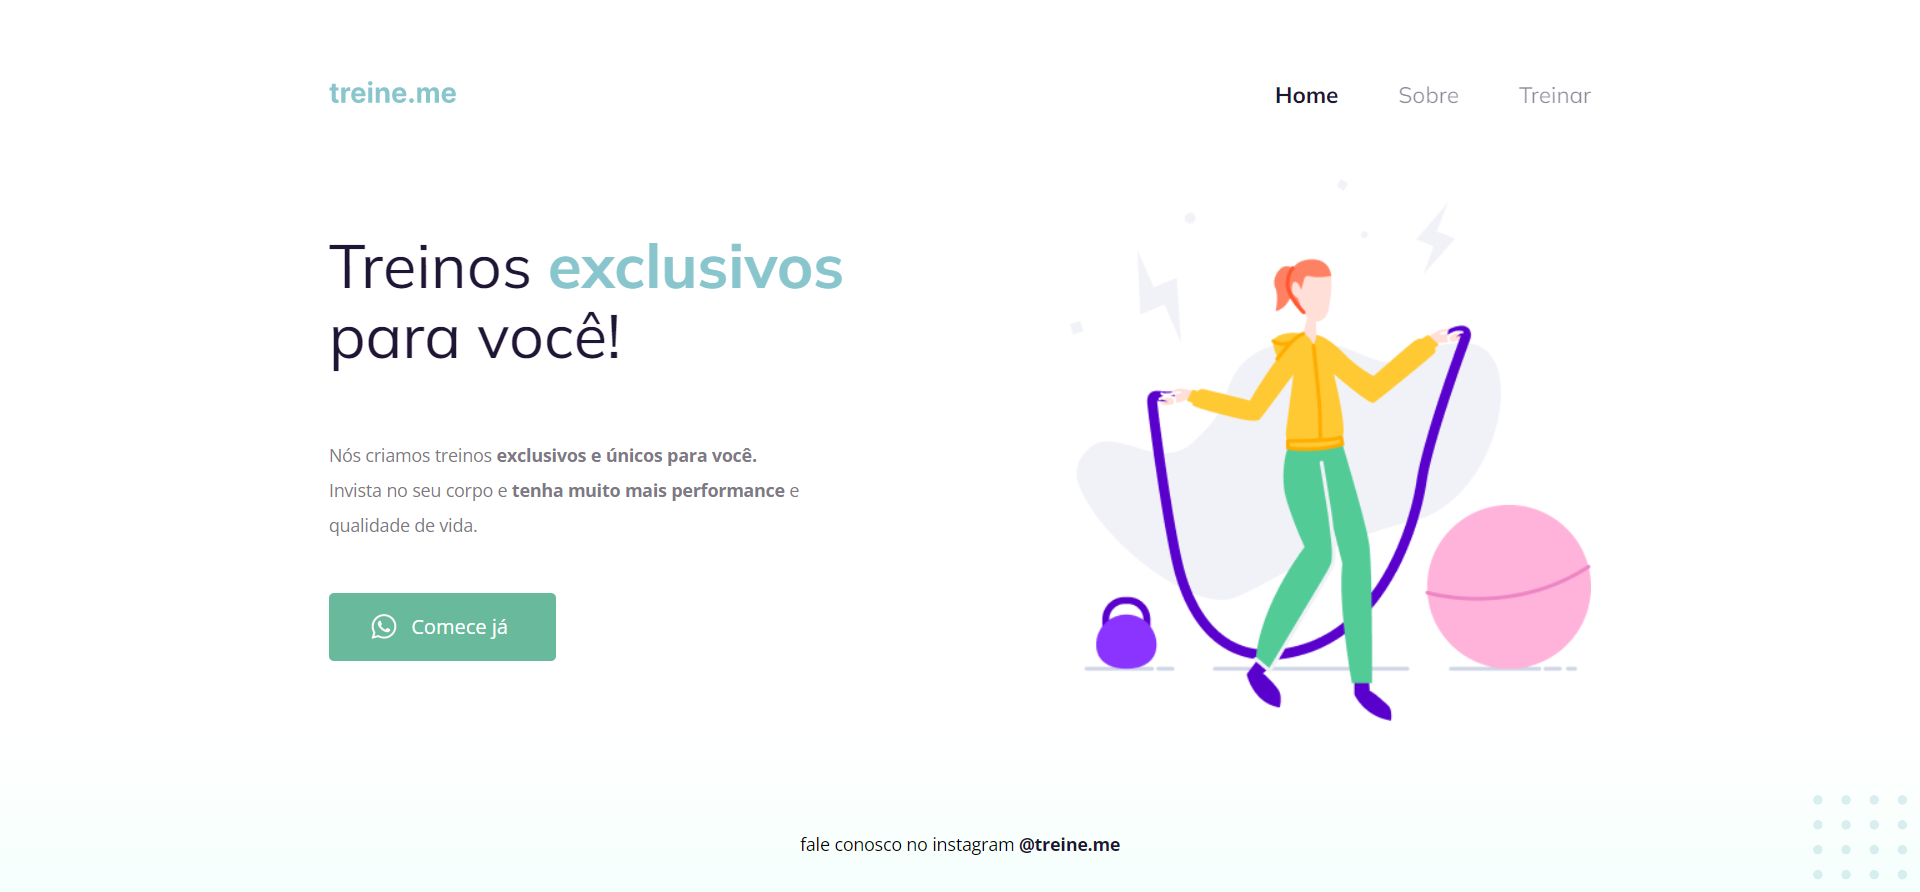 treine.me
Home Sobre Treinar
Treinos exclusivos
para você!
Nós criamos treinos exclusivos e únicos para você.
Invista no seu corpo e tenha muito mais performance e
qualidade de vida.
Comece já
fale conosco no instagram @treine.me